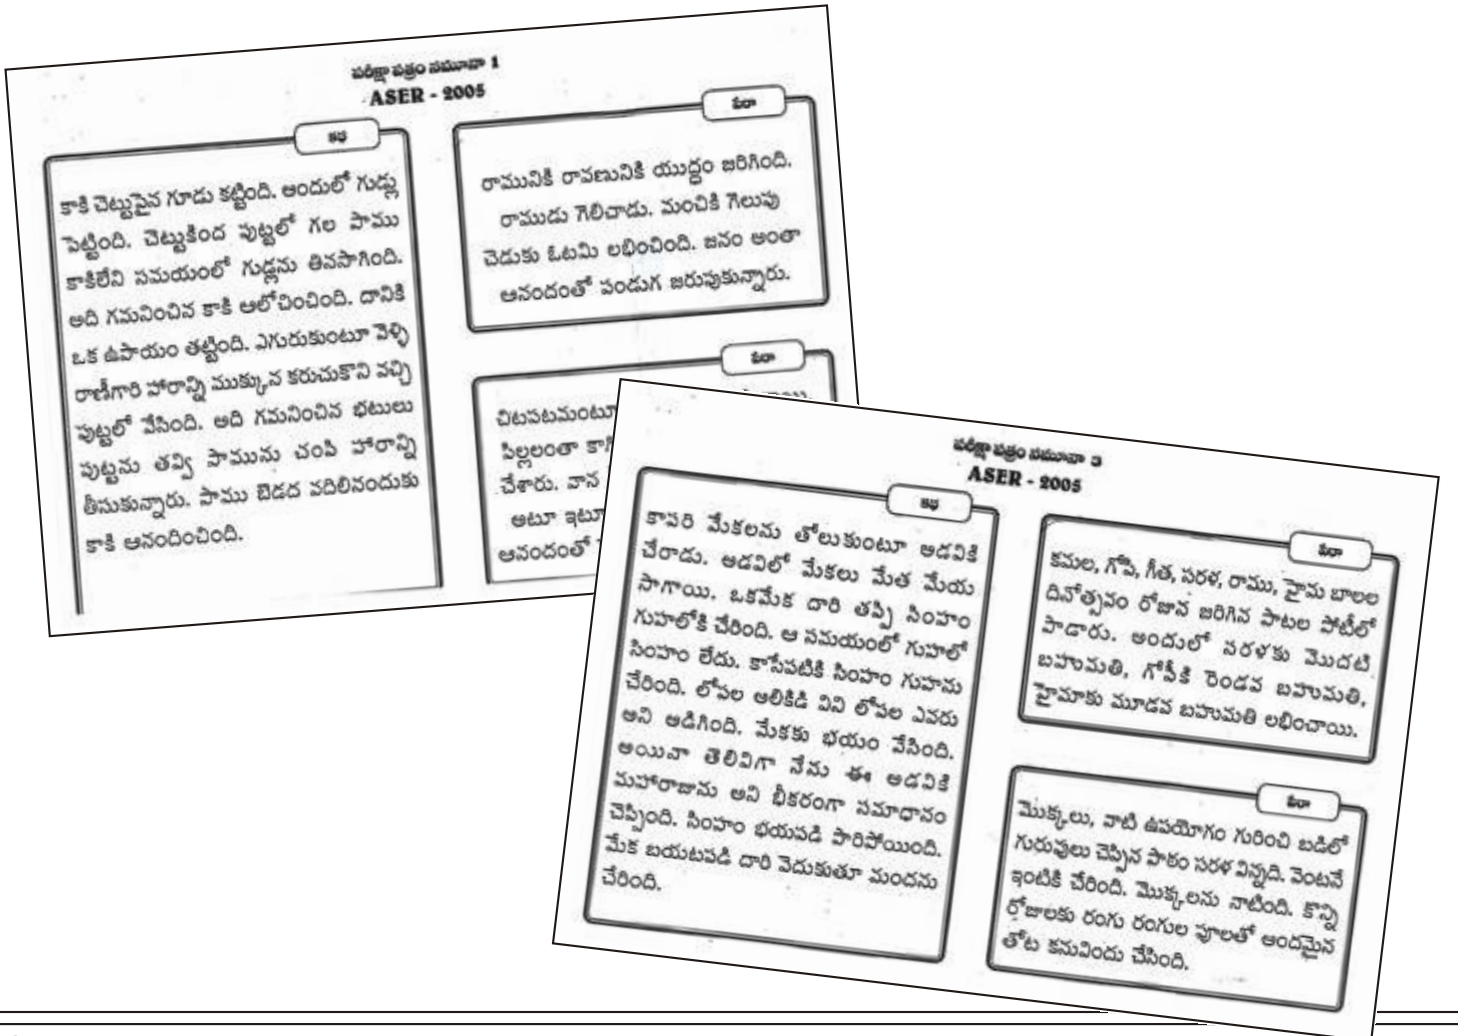 పరీక్షా పత్రం నమూనా 1
ASER - 2005
కథ
కాకి చెట్టుపైన గూడు కట్టింది. అందులో గుడ్లు
పెట్టింది. చెట్టుకింద పుట్టలో గల పాము
కాకిలేని సమయంలో గుడ్లను తినసాగింది.
అది గమనించిన కాకి ఆలోచించింది. దానికి
ఒక ఉపాయం తట్టింది. ఎగురుకుంటూ వెళ్ళి
రాణీగారి హారాన్ని ముక్కున కరుచుకొని వచ్చి
పుట్టలో వేసింది. అది గమనించిన భటులు
పుట్టను తవ్వి పామును చంపి హారాన్ని
తీసుకున్నారు. పాము బెడద వదిలినందుకు
కాకి ఆనందించింది.
పేరా
రామునికి రావణునికి యుద్ధం జరిగింది.
రాముడు గెలిచాడు. మంచికి గెలుపు
చెడుకు ఓటమి లభించింది. జనం అంతా
ఆనందంతో పండుగ జరుపుకున్నారు.
పేరా
చిటపటమంటూ
పిల్లలంతా
చేశారు. వాన
అటూ ఇటూ
ఆనందంతో
పరీక్షా పత్రం నమూనా 3
ASER - 2005
కథ
కాపరి మేకలను తోలుకుంటూ అడవికి
చేరాడు. అడవిలో మేకలు మేత మేయ
సాగాయి. ఒకమేక దారి తప్పి సింహం
గుహలోకి చేరింది. ఆ సమయంలో గుహలో
సింహం లేదు. కాసేపటికి సింహం గుహను
చేరింది. లోపల అలికిడి విని లోపల ఎవరు
అని అడిగింది. మేకకు భయం వేసింది.
అయినా తెలివిగా నేను ఈ అడవికి
మహారాజును అని భీకరంగా సమాధానం
చెప్పింది. సింహం భయపడి పారిపోయింది.
మేక బయటపడి దారి వెదుకుతూ మందను
చేరింది.
పేరా
కమల, గోపి, గీత, సరళ, రాము, హైమ బాలల
దినోత్సవం రోజున జరిగిన పాటల పోటీలో
పాడారు. అందులో సరళకు మొదటి
బహుమతి, గోపీకి రెండవ బహుమతి,
హైమాకు మూడవ బహుమతి లభించాయి.
పేరా
మొక్కలు, వాటి ఉపయోగం గురించి బడిలో
గురువులు చెప్పిన పాఠం సరళ విన్నది. వెంటనే
ఇంటికి చేరింది. మొక్కలను నాటింది. కొన్ని
రోజులకు రంగు రంగుల పూలతో అందమైన
తోట కనువిందు చేసింది.